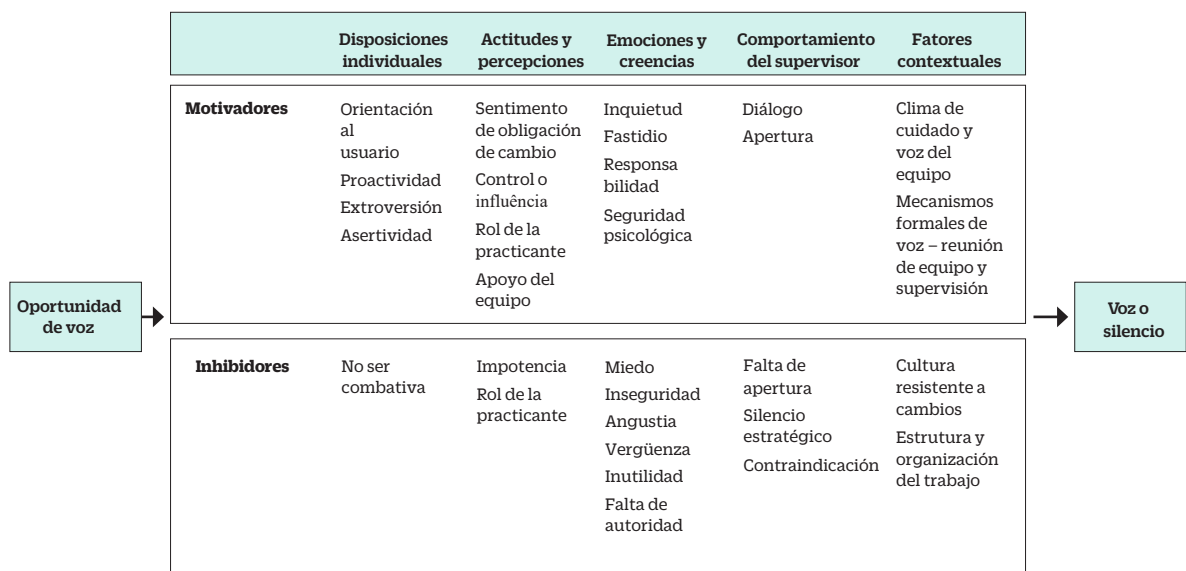 Disposiciones
individuales
Actitudes y
percepciones
Emociones y
creencias
Comportamiento
del supervisor
Fatores
contextuales
Motivadores
Orientación
al
usuario
Proactividad
Extroversión
Asertividad
Sentimento
de obligación
de cambio
Control o
influência
Rol de la
practicante
Apoyo del
equipo
Inquietud
Fastidio
Responsa
bilidad
Seguridad
psicológica
Diálogo
Apertura
Clima de
cuidado y
voz del
equipo
Mecanismos
formales de
voz – reunión
de equipo y
supervisión
Oportunidad
de voz
Voz o
silencio
Inhibidores
No ser
combativa
Impotencia
Rol de la
practicante
Miedo
Inseguridad
Angustia
Vergüenza
Inutilidad
Falta de
autoridad
Falta de
apertura
Silencio
estratégico
Contraindicación
Cultura
resistente a
cambios
Estrutura y
organización
del trabajo